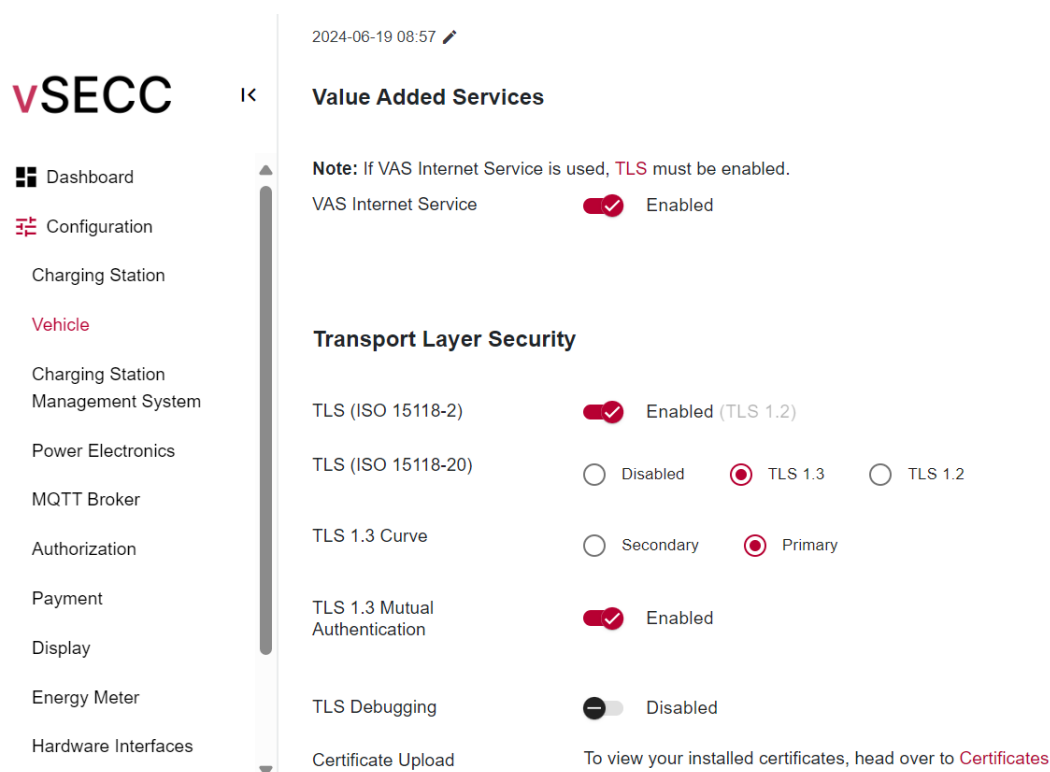 2024-06-19 08:57
vSECC
Dashboard
Configuration
Charging Station
Vehicle
Charging Station
Management System
Power Electronics
MQTT Broker
Authorization
Payment
Display
Energy Meter
Hardware Interfaces
Value Added Services
Note: If VAS Internet Service is used, TLS must be enabled.
VAS Internet Service Enabled
Transport Layer Security
TLS (ISO 15118-2) Enabled (TLS 1.2)
TLS (ISO 15118-20) Disabled TLS 1.3 TLS 1.2
TLS 1.3 Curve Secondary Primary
TLS 1.3 Mutual
Authentication Enabled
TLS Debugging Disabled
Certificate Upload To view your installed certificates, head over to Certificates